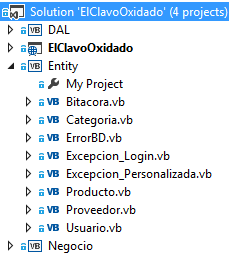 Solution 'ElClavoOxidado' (4 projects)
VB DAL
ElClavoOxidado
VB Entity
My Project
VB Bitacora.vb
VB Categoria.vb
VB ErrorBD.vb
VB Excepcion_Login.vb
VB Excepcion_Personalizada.vb
VB Producto.vb
VB Proveedor.vb
VB Usuario.vb
VB Negocio